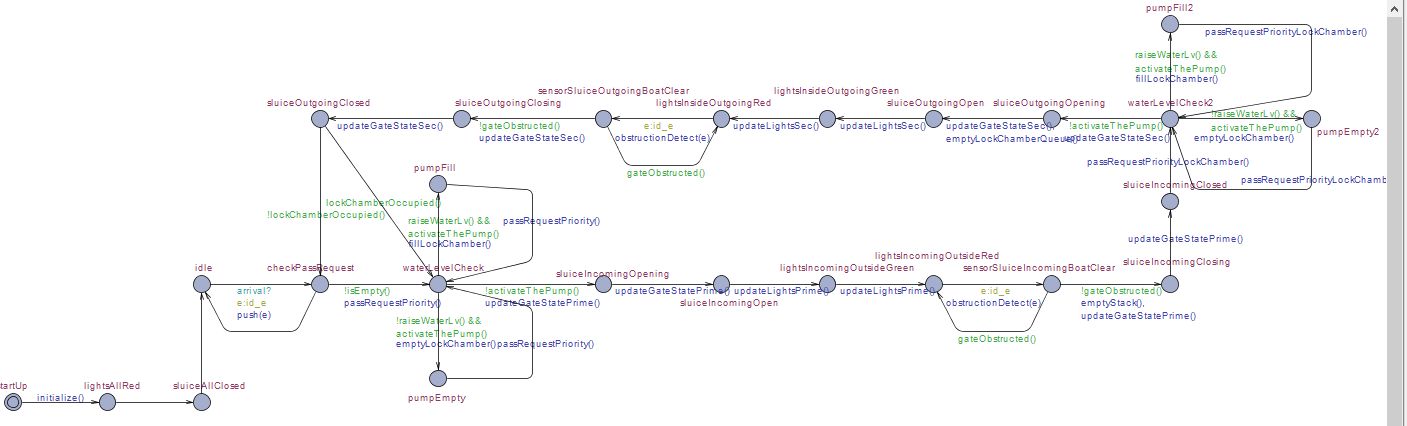 pumpFill2
passRequestPriorityLockChamber()
raiseWaterLv() &&
activateThePump()
fillLockChamber()
sensorSluiceOutgoingBoatClear
lightsInsideOutgoingGreen
sluiceOutgoingClosed
sluiceOutgoingClosing
lightsInsideOutgoingRed
sluiceOutgoingOpen
sluiceOutgoingOpening
waterLevelCheck2
!raiseWaterLv() &&
activateThePump()
emptyLockChamber()
pumpEmpty2
updateGateStateSec()
!gateObstructed()
updateGateStateSec()
e:id_e
obstructionDetect(e)
updateLightsSec()
updateLightsSec()
updateGateStateSec(),
emptyLockChamberQueue()
!activateThePump()
updateGateStateSec()
gateObstructed()
passRequestPriorityLockChamber()
passRequestPriorityLockChamb
pumpFill
sluiceIncomingClosed
lockChamberOccupied()
!lockChamberOccupied()
raiseWaterLv() &&
activateThePump()
fillLockChamber()
passRequestPriority()
updateGateStatePrime()
idle
checkPassRequest
waterLevelCheck
sluiceIncomingOpening
lightsIncomingOutsideGreen
lightsIncomingOutsideRed
sensorSluiceIncomingBoatClear
sluiceIncomingClosing
arrival?
e:id_e
push(e)
!isEmpty()
passRequestPriority()
!activateThePump()
updateGateStatePrime()
updateGateStatePrime()
sluiceIncomingOpen
updateLightsPrime()
updateLightsPrime()
e:id_e
obstructionDetect(e)
!gateObstructed()
emptyStack(),
updateGateStatePrime()
gateObstructed()
!raiseWaterLv() &&
activateThePump()
emptyLockChamber()
passRequestPriority()
pumpEmpty
tartUp
lightsAllRed
sluiceAllClosed
initialize()